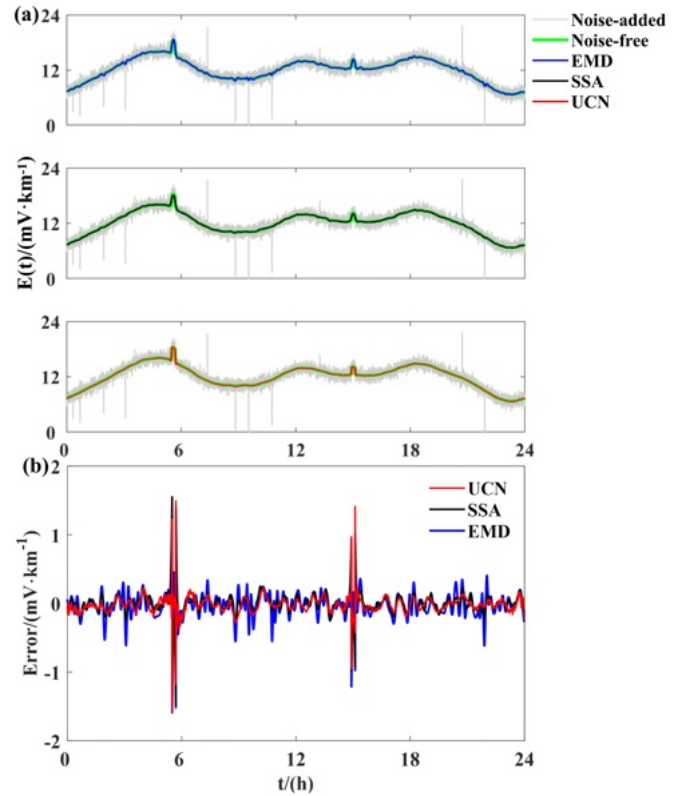 (a)
24
12
0
Noise-added
Noise-free
EMD
SSA
UCN
E(t)/(mV·km⁻¹)
24
12
0
24
12
0
0 6 12 18 24
(b)
2
1
0
-1
-2
Error/(mV·km⁻¹)
UCN
SSA
EMD
0 6 12 18 24
t/(h)